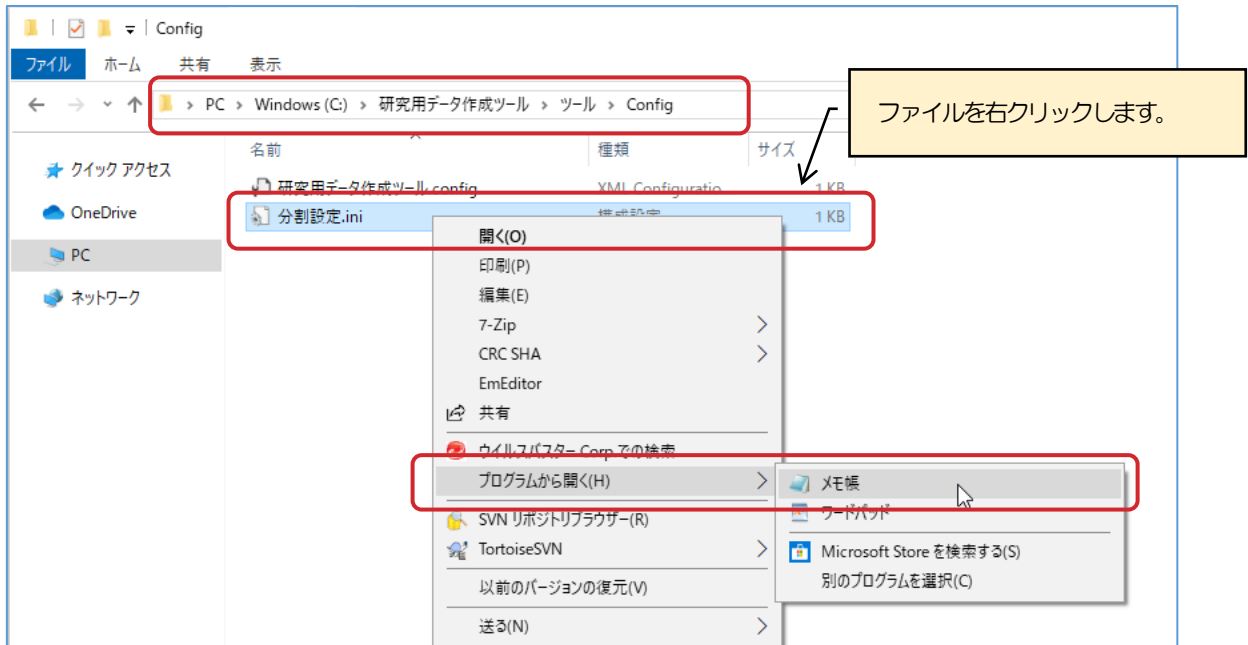 Config
ファイル ホーム 共有 表示
PC > Windows (C:) > 研究用データ作成ツール > ツール > Config
ファイルを右クリックします。
名前 種類 サイズ
クイック アクセス
OneDrive
PC
ネットワーク
研究用データ作成ツール.config XML Configuratio... 1 KB
分割設定.ini 構成設定 1 KB
開く(O)
印刷(P)
編集(E)
7-Zip
CRC SHA
EmEditor
共有
ウイルスバスター Corp.での検索
プログラムから開く(H)
メモ帳
ワードパッド
Microsoft Store を検索する(S)
別のプログラムを選択(C)
SVN リポジトリブラウザー(R)
TortoiseSVN
以前のバージョンの復元(V)
送る(N)